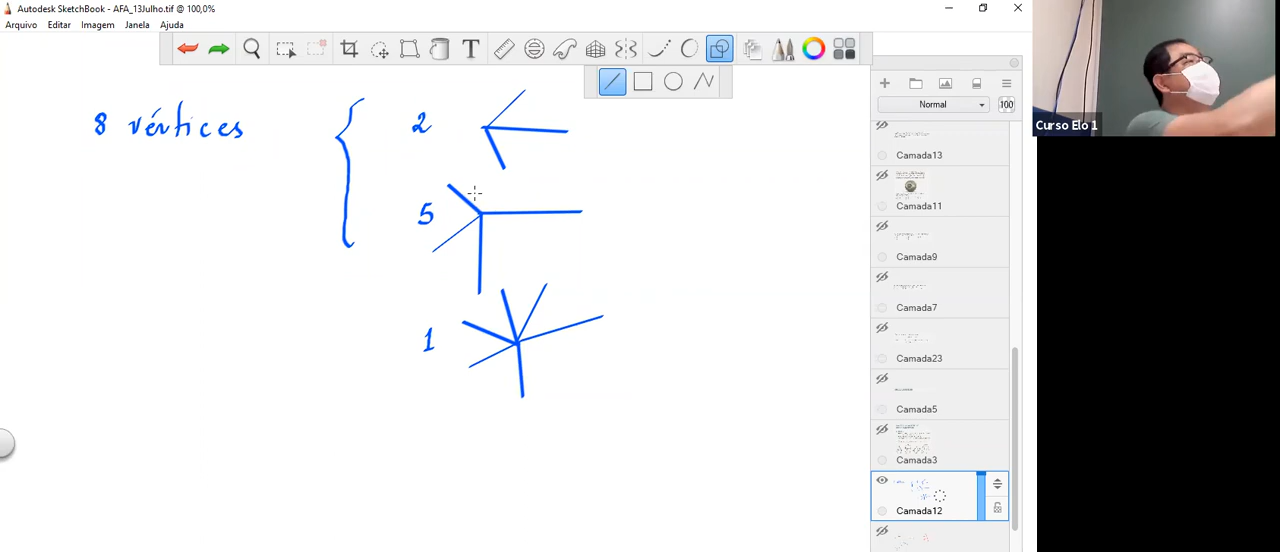 Autodesk SketchBook - AFA_13Julho.tif @ 100,0%
Arquivo Editar Imagem Janela Ajuda
T
8 vértices
2
5
1
Normal
100
Camada13
Camada11
Camada9
Camada7
Camada23
Camada5
Camada3
Camada12
Curso Elo 1